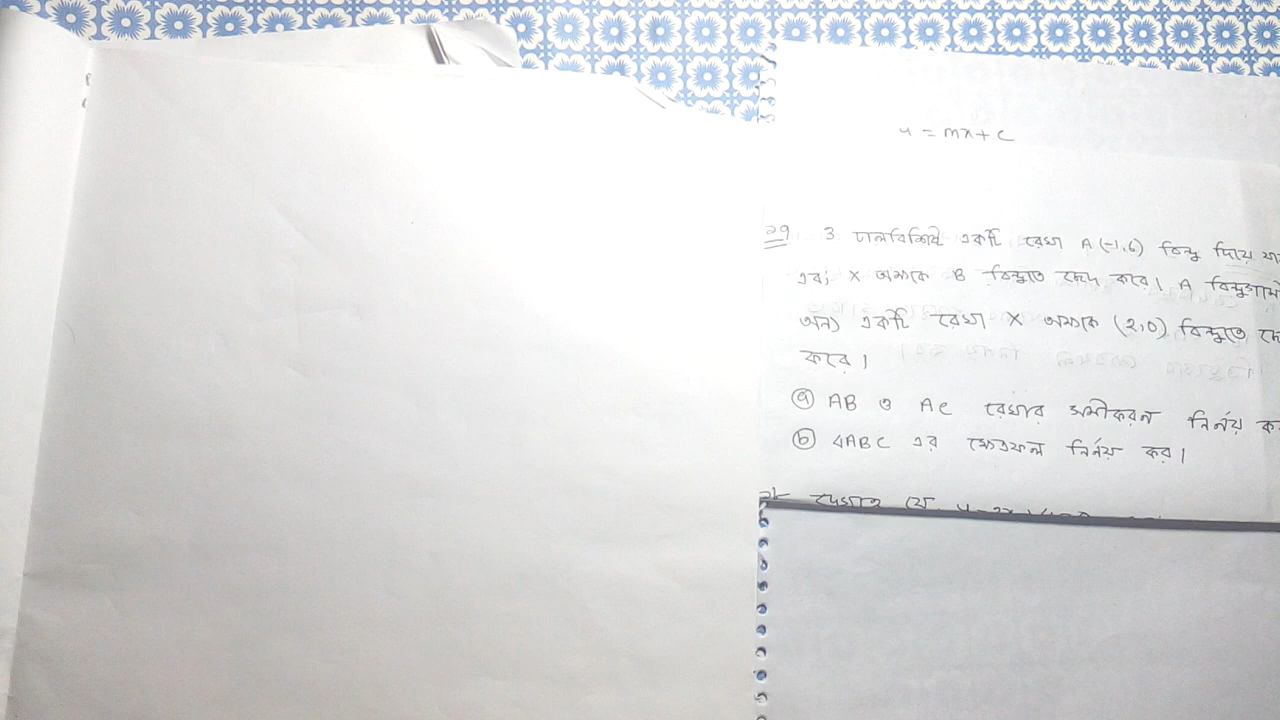 y = mx + c
২৭ 3 ঢালবিশিষ্ট একটি রেখা A (-1,6) বিন্দু দিয়ে
এবং x অক্ষকে B বিন্দুতে ছেদ করে। A
অন্য একটি রেখা x অক্ষকে (2,0) বিন্দুতে
করে।
ⓐ AB ও AC রেখার সমীকরণ নির্ণয়
ⓑ ΔABC এর ক্ষেত্রফল নির্ণয় কর।
দেখাও যে